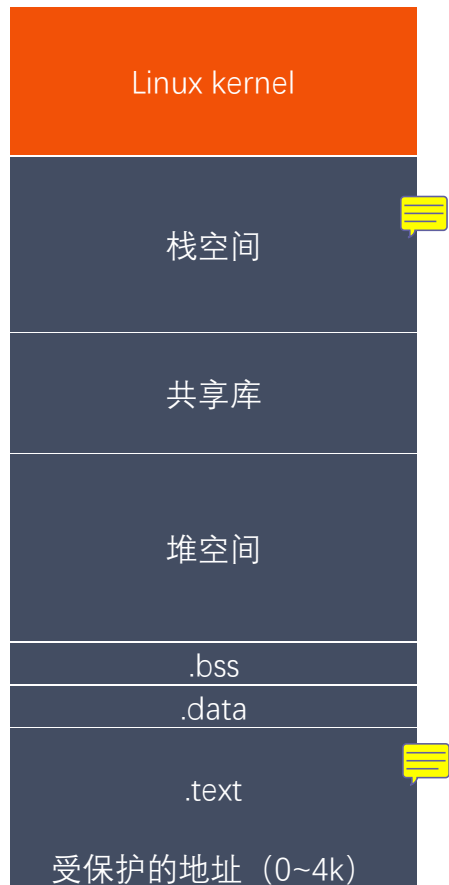 Linux kernel
栈空间
共享库
堆空间
.bss
.data
.text
受保护的地址（0~4k）